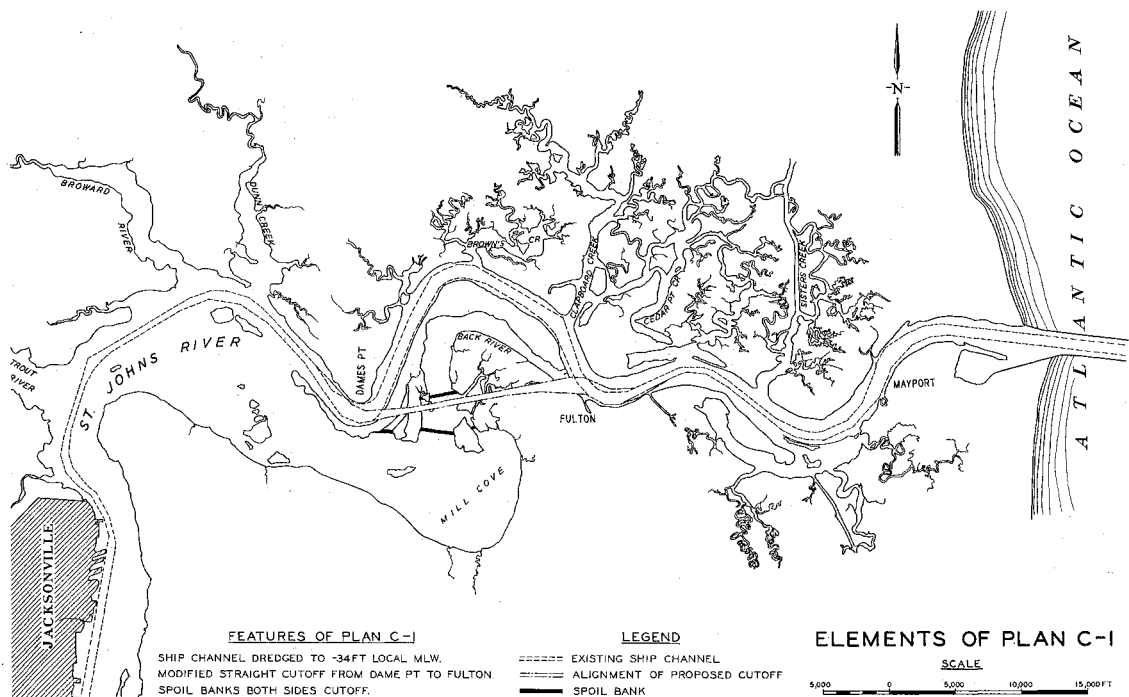 ATLANTIC OCEAN
-N-
BROWARD
RIVER
DUNN CREEK
BROWN'S
CR
CLAPBOARD CREEK
CEDAR PT CR
SISTERS CREEK
TROUT
RIVER
ST JOHNS RIVER
DAMES PT
BACK RIVER
FULTON
MAYPORT
MILL COVE
JACKSONVILLE
FEATURES OF PLAN C-1
SHIP CHANNEL DREDGED TO -34FT LOCAL MLW.
MODIFIED STRAIGHT CUTOFF FROM DAME PT TO FULTON.
SPOIL BANKS BOTH SIDES CUTOFF.
LEGEND
EXISTING SHIP CHANNEL
ALIGNMENT OF PROPOSED CUTOFF
SPOIL BANK
ELEMENTS OF PLAN C-1
SCALE
5,000 0 5,000 10,000 15,000 FT